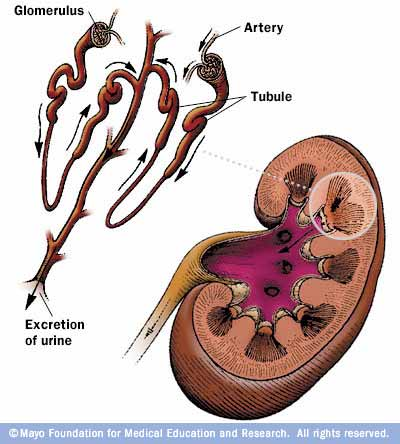 Glomerulus
Artery
Tubule
Excretion
of urine
© Mayo Foundation for Medical Education and Research. All rights reserved.